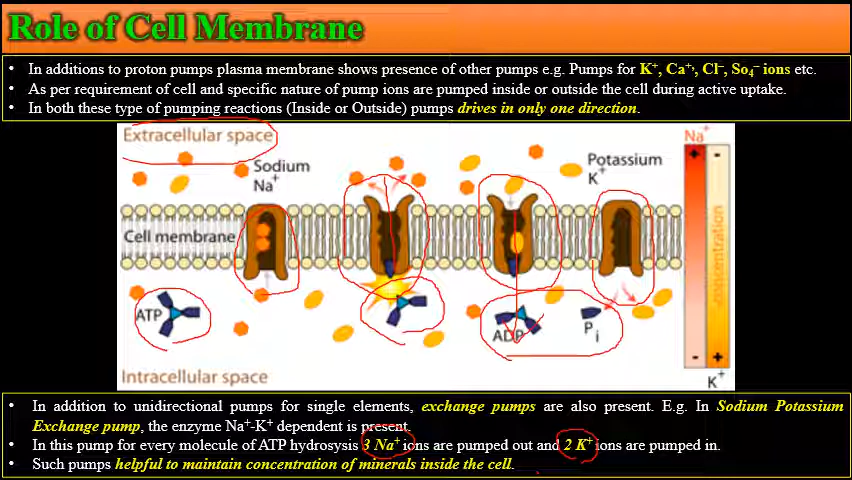 Role of Cell Membrane
• In additions to proton pumps plasma membrane shows presence of other pumps e.g. Pumps for K⁺, Ca⁺⁺, Cl⁻, So₄⁻ ions etc.
• As per requirement of cell and specific nature of pump ions are pumped inside or outside the cell during active uptake.
• In both these type of pumping reactions (Inside or Outside) pumps drives in only one direction.
Extracellular space
Na⁺
Sodium
Na⁺
Potassium
K⁺
+ -
Cell membrane
concentration
ATP
ADP
Pi
- +
Intracellular space
K⁺
• In addition to unidirectional pumps for single elements, exchange pumps are also present. E.g. In Sodium Potassium
Exchange pump, the enzyme Na⁺-K⁺ dependent is present.
• In this pump for every molecule of ATP hydrosysis 3 Na⁺ ions are pumped out and 2 K⁺ ions are pumped in.
• Such pumps helpful to maintain concentration of minerals inside the cell.